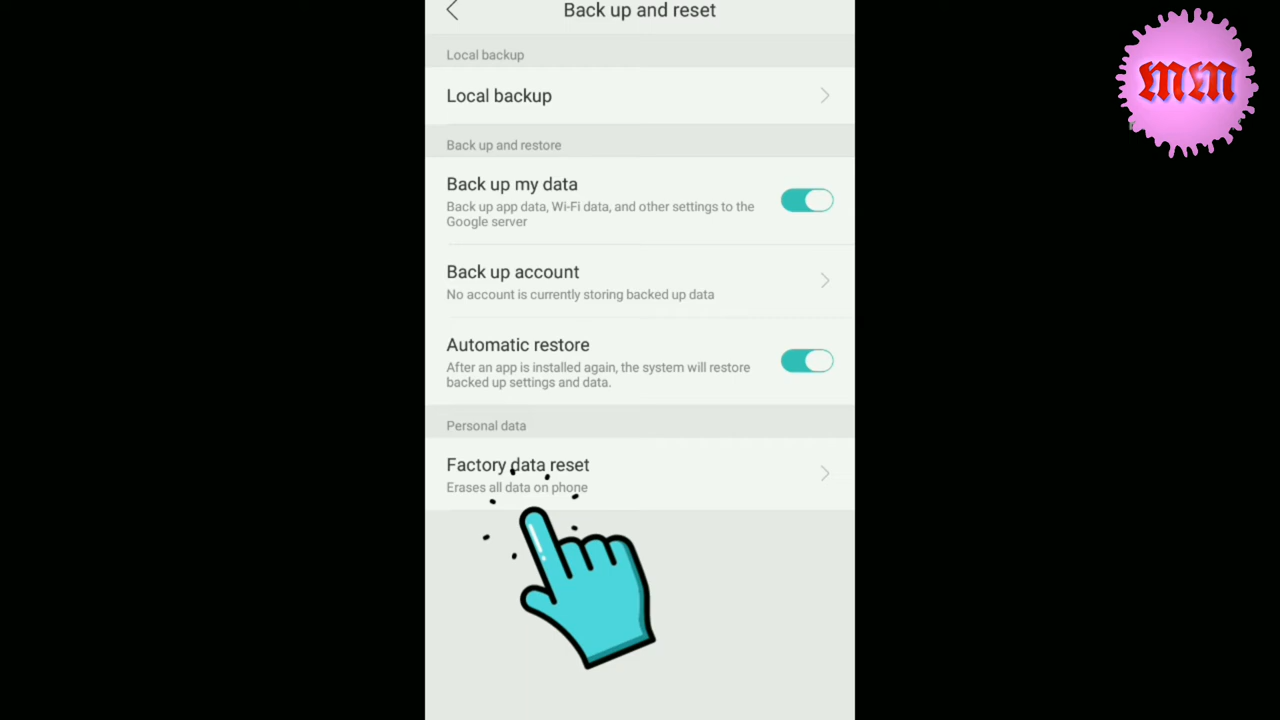 Back up and reset
MM
Local backup
Local backup
Back up and restore
Back up my data
Back up app data, Wi-Fi data, and other settings to the
Google server
Back up account
No account is currently storing backed up data
Automatic restore
After an app is installed again, the system will restore
backed up settings and data.
Personal data
Factory data reset
Erases all data on phone